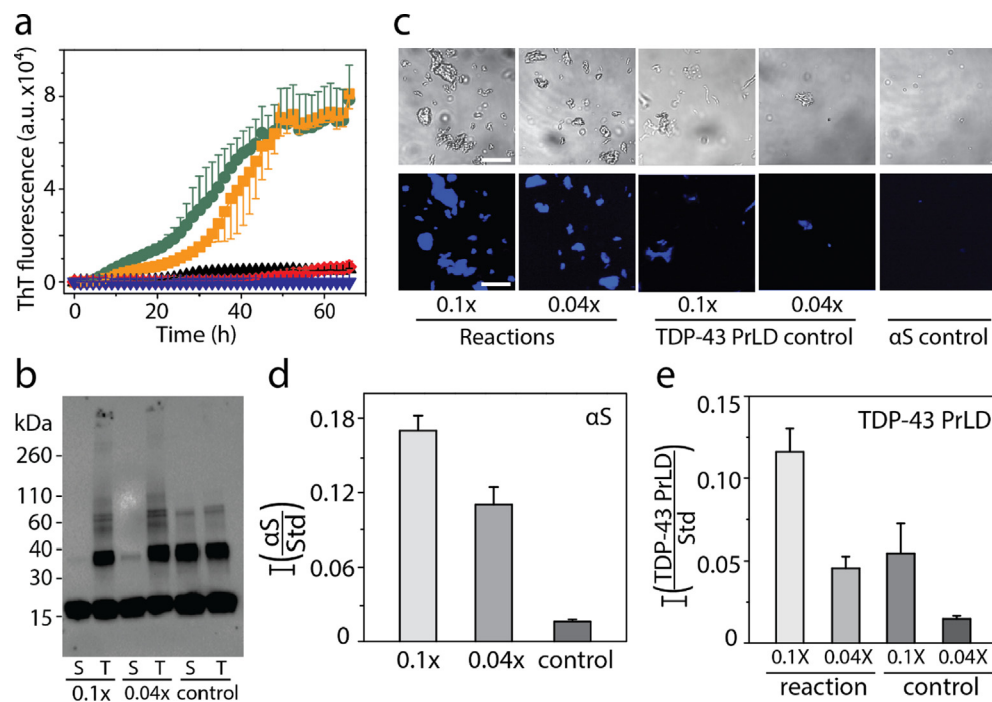 a
ThT fluorescence (a.u. x10⁴)
8
4
0
0 20 40 60
Time (h)
c
0.1x 0.04x 0.1x 0.04x
Reactions TDP-43 PrLD control αS control
b
kDa
260
110
60
40
30
15
S T S T S T
0.1x 0.04x control
d
αS
I(αS/Std)
0.18
0.12
0.06
0
0.1x 0.04x control
e
TDP-43 PrLD
I(TDP-43 PrLD/Std)
0.15
0.10
0.05
0.00
0.1X 0.04X 0.1X 0.04X
reaction control